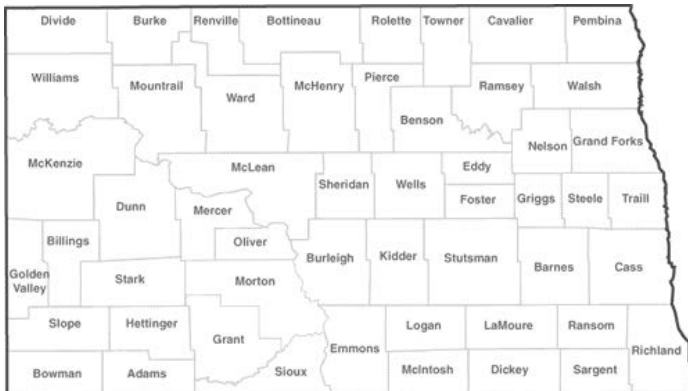 Divide
Burke
Renville
Bottineau
Rolette
Towner
Cavalier
Pembina
Williams
Mountrail
Ward
McHenry
Pierce
Ramsey
Walsh
Benson
Nelson
Grand Forks
McKenzie
McLean
Eddy
Sheridan
Wells
Foster
Griggs
Steele
Traill
Dunn
Mercer
Billings
Oliver
Burleigh
Kidder
Stutsman
Barnes
Cass
Golden
Valley
Stark
Morton
Slope
Hettinger
Grant
Emmons
Logan
LaMoure
Ransom
Richland
Bowman
Adams
Sioux
McIntosh
Dickey
Sargent